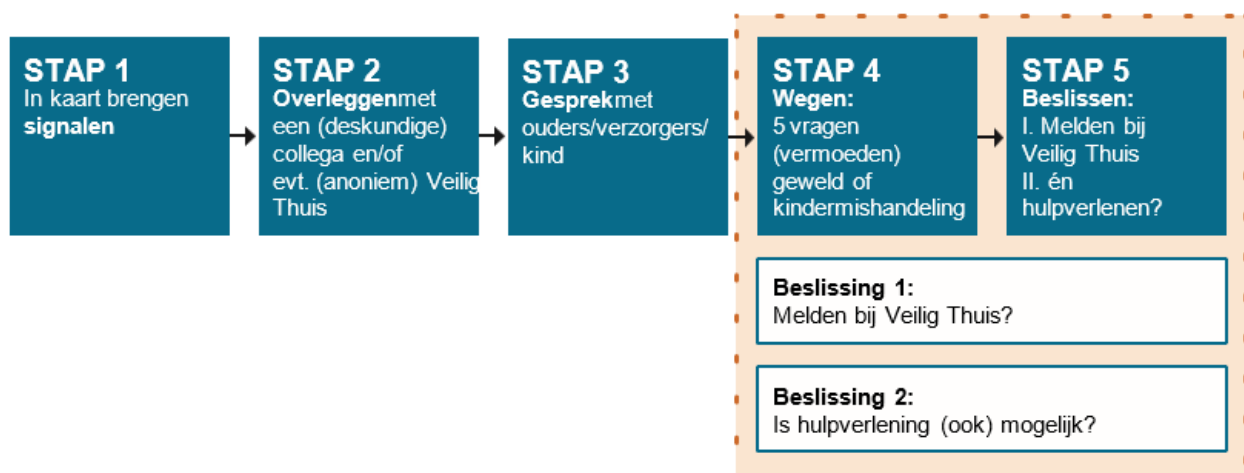 STAP 1
In kaart brengen
signalen
STAP 2
Overleggenmet
een (deskundige)
collega en/of
evt. (anoniem) Veilig
Thuis
STAP 3
Gesprekmet
ouders/verzorgers/
kind
STAP 4
Wegen:
5 vragen
(vermoeden)
geweld of
kindermishandeling
STAP 5
Beslissen:
I. Melden bij
Veilig Thuis
II. én
hulpverlenen?
Beslissing 1:
Melden bij Veilig Thuis?
Beslissing 2:
Is hulpverlening (ook) mogelijk?